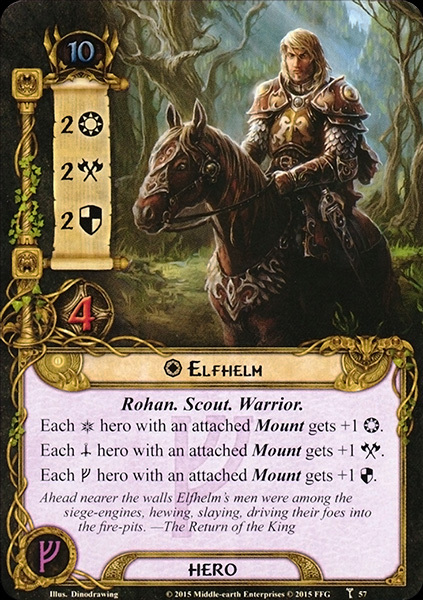 10
2
2
2
4
Elfhelm
Rohan. Scout. Warrior.
Each hero with an attached Mount gets +1 .
Each hero with an attached Mount gets +1 .
Each hero with an attached Mount gets +1 .
Ahead nearer the walls Elfhelm's men were among the
siege-engines, hewing, slaying, driving their foes into
the fire-pits. —The Return of the King
HERO
Illus. Dinodrawing © 2015 Middle-earth Enterprises © 2015 FFG 57